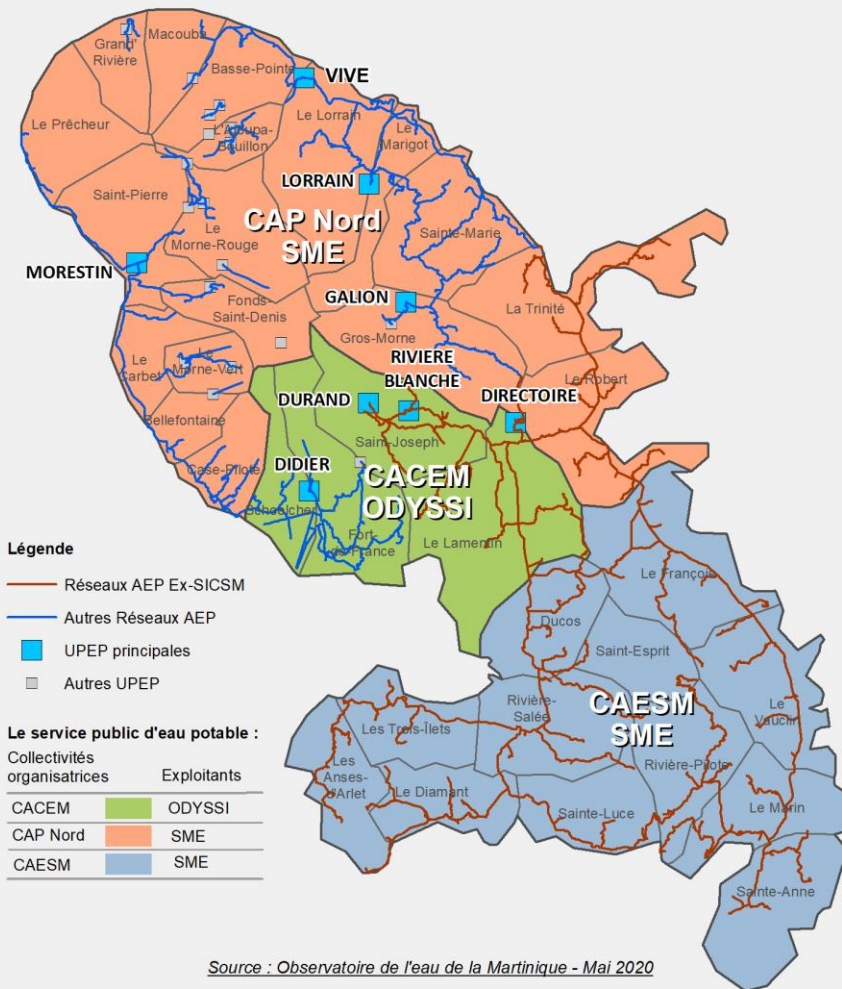 Grand'
Rivière
Macouba
Basse-Pointe
VIVE
Le Prêcheur
L'Ajoupa-
Bouillon
Le Lorrain
Le
Marigot
LORRAIN
Saint-Pierre
Le
Morne-Rouge
CAP Nord
SME
Sainte-Marie
MORESTIN
GALION
La Trinité
Fonds-
Saint-Denis
Gros-Morne
Le
Carbet
Le
Morne-Vert
RIVIERE
BLANCHE
DIRECTOIRE
Le Robert
DURAND
Bellefontaine
Saint-Joseph
Case-Pilote
DIDIER
CACEM
ODYSSI
Schoelcher
Fort-
de-France
Le Lamentin
Légende
Réseaux AEP Ex-SICSM
Autres Réseaux AEP
UPEP principales
Autres UPEP
Le François
Ducos
Saint-Esprit
Le
Vauclin
Rivière-
Salée
CAESM
SME
Les Trois-Îlets
Les
Anses-
d'Arlet
Le Diamant
Rivière-Pilote
Sainte-Luce
Le Marin
Sainte-Anne
Le service public d'eau potable :
Collectivités
organisatrices
Exploitants
CACEM ODYSSI
CAP Nord SME
CAESM SME
Source : Observatoire de l'eau de la Martinique - Mai 2020